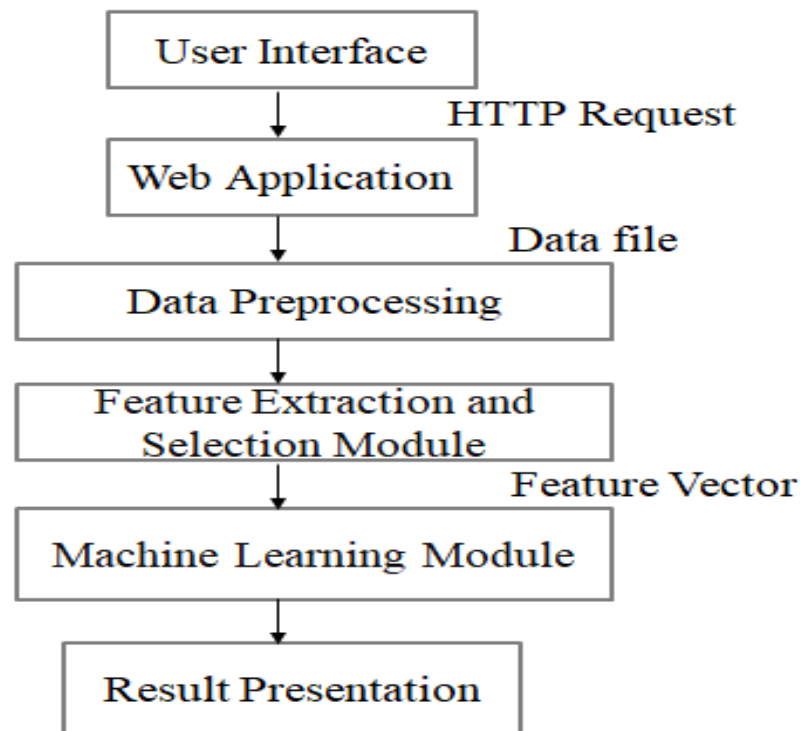 User Interface
HTTP Request
Web Application
Data file
Data Preprocessing
Feature Extraction and
Selection Module
Feature Vector
Machine Learning Module
Result Presentation